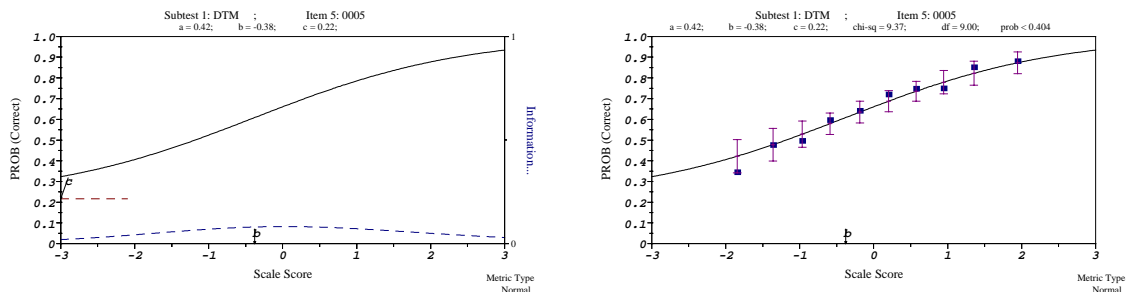 Subtest 1: DTM ; Item 5: 0005
a = 0.42; b = -0.38; c = 0.22;
1.0
0.9
0.8
0.7
0.6
0.5
0.4
0.3
0.2
0.1
0
PROB (Correct)
c
b
1
0
Information...
-3 -2 -1 0 1 2 3
Scale Score
Metric Type
Normal
Subtest 1: DTM ; Item 5: 0005
a = 0.42; b = -0.38; c = 0.22; chi-sq = 9.37; df = 9.00; prob < 0.404
1.0
0.9
0.8
0.7
0.6
0.5
0.4
0.3
0.2
0.1
0
PROB (Correct)
b
-3 -2 -1 0 1 2 3
Scale Score
Metric Type
Normal